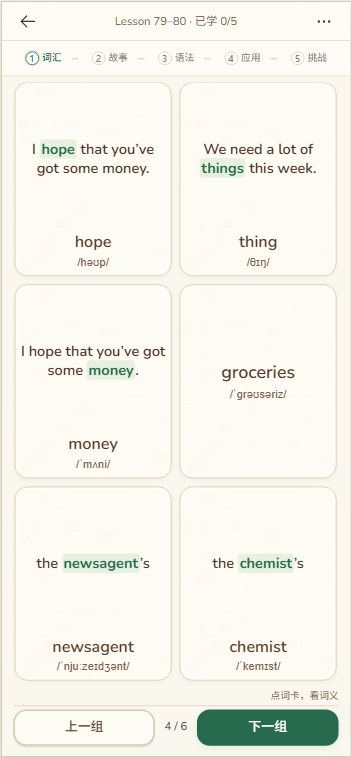 Lesson 79–80 · 已学 0/5
1 词汇 – 2 故事 – 3 语法 – 4 应用 – 5 挑战
I hope that you’ve
got some money.
hope
/həʊp/
We need a lot of
things this week.
thing
/θɪŋ/
I hope that you’ve got
some money.
money
/ˈmʌni/
groceries
/ˈɡrəʊsəriz/
the newsagent’s
newsagent
/ˈnjuːzeɪdʒənt/
the chemist’s
chemist
/ˈkemɪst/
点词卡，看词义
上一组
4 / 6
下一组